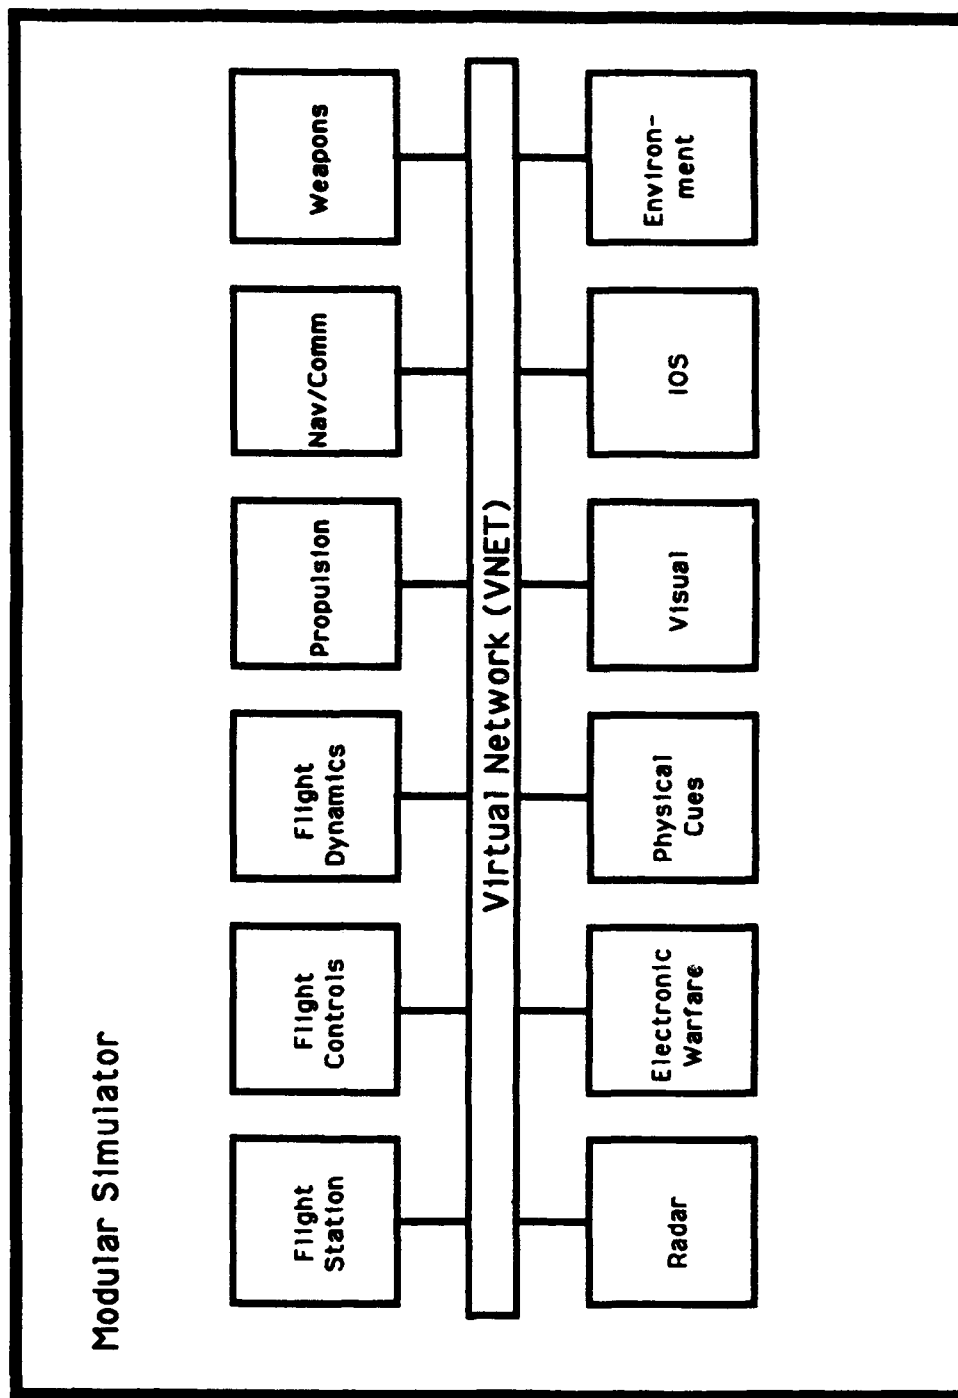 Modular Simulator
Flight
Station
Flight
Controls
Flight
Dynamics
Propulsion
Nav/Comm
Weapons
Virtual Network (VNET)
Radar
Electronic
Warfare
Physical
Cues
Visual
IOS
Environ-
ment